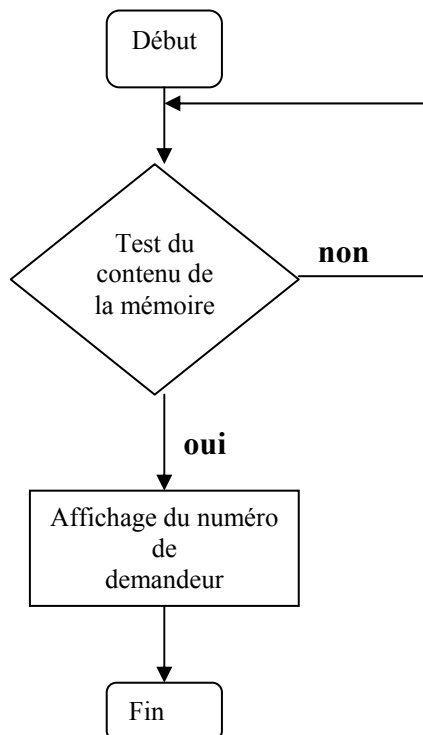 Début
Test du
contenu de
la mémoire
non
oui
Affichage du numéro
de
demandeur
Fin